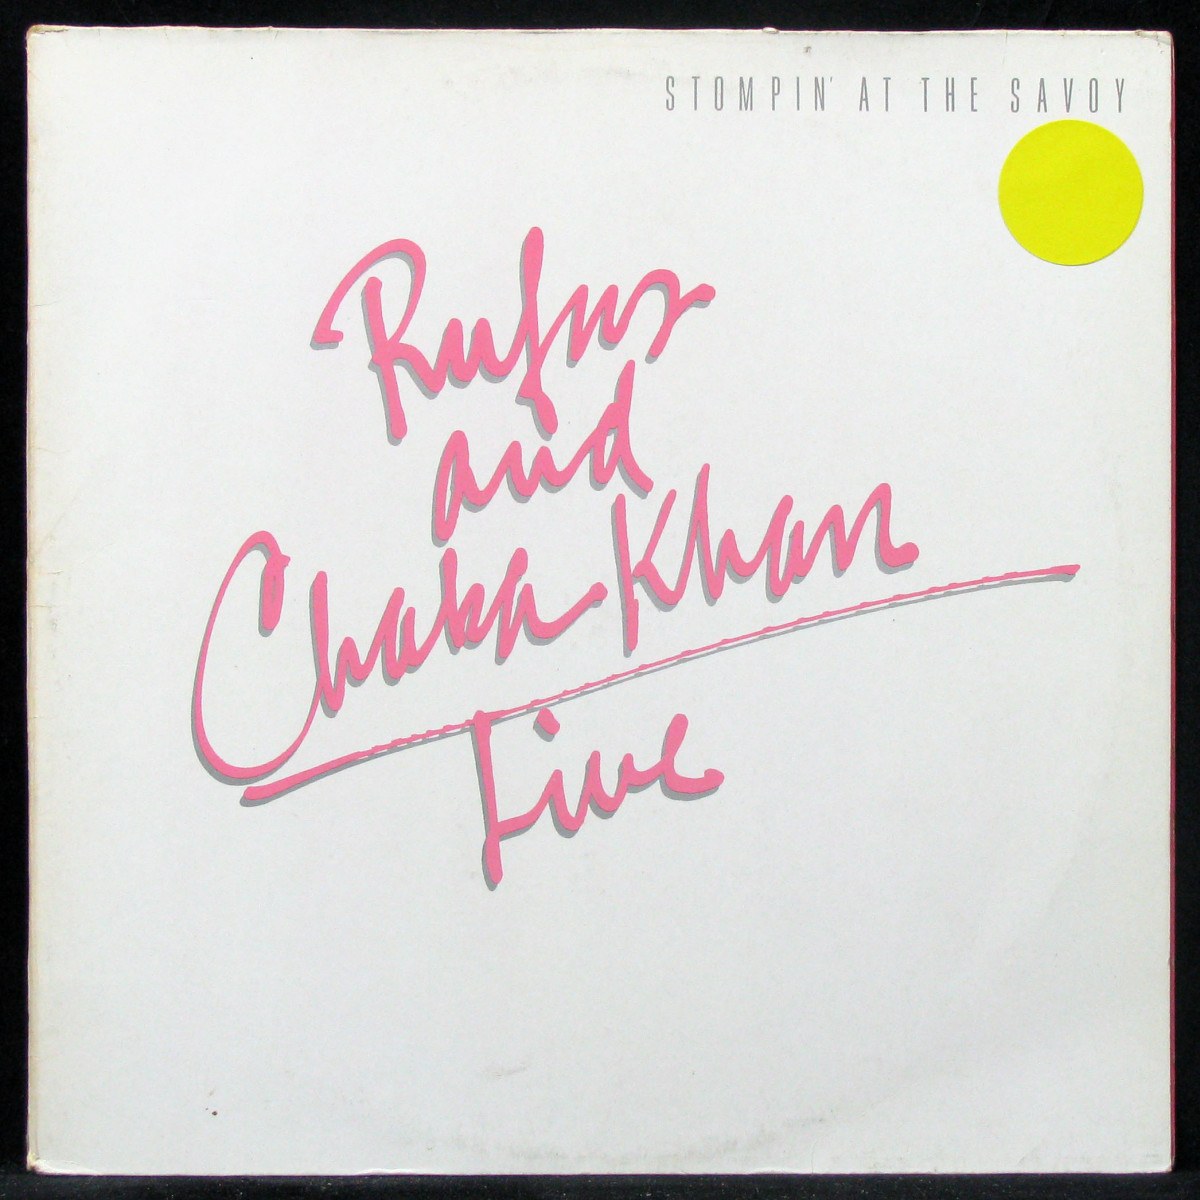 STOMPIN' AT THE SAVOY
Rufus
and
Chaka Khan
Live